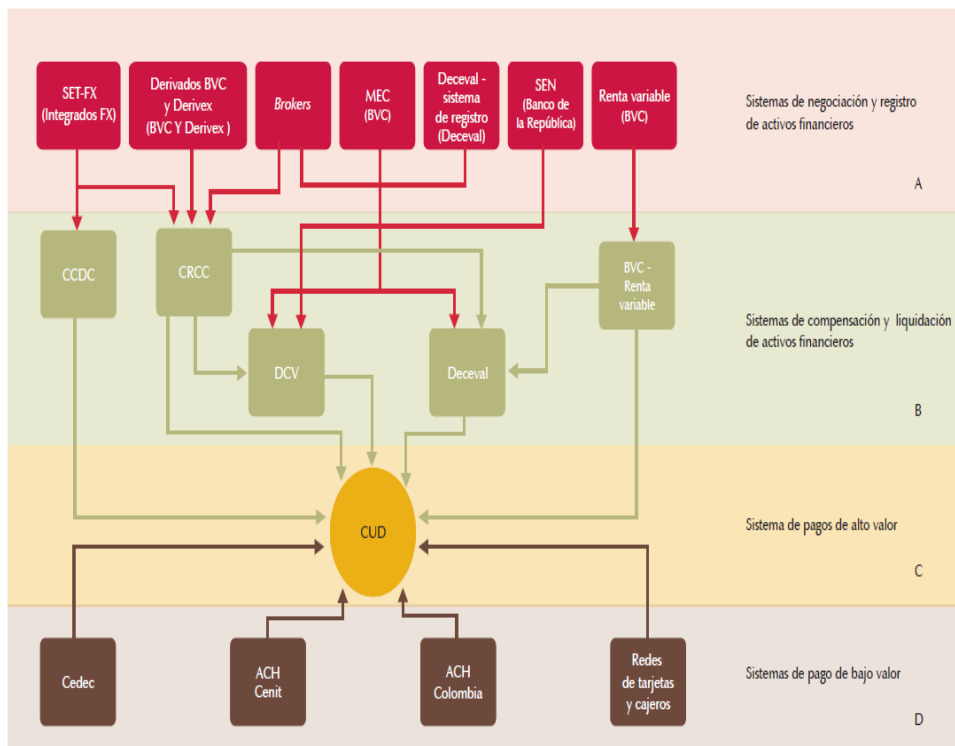 SET-FX
(Integrados FX)
Derivados BVC
y Derivex
(BVC Y Derivex )
Brokers
MEC
(BVC)
Deceval -
sistema
de registro
(Deceval)
SEN
(Banco de
la República)
Renta variable
(BVC)
Sistemas de negociación y registro
de activos financieros
A
CCDC
CRCC
BVC -
Renta
variable
DCV
Deceval
Sistemas de compensación y liquidación
de activos financieros
B
CUD
Sistema de pagos de alto valor
C
Cedec
ACH
Cenit
ACH
Colombia
Redes
de tarjetas
y cajeros
Sistemas de pago de bajo valor
D